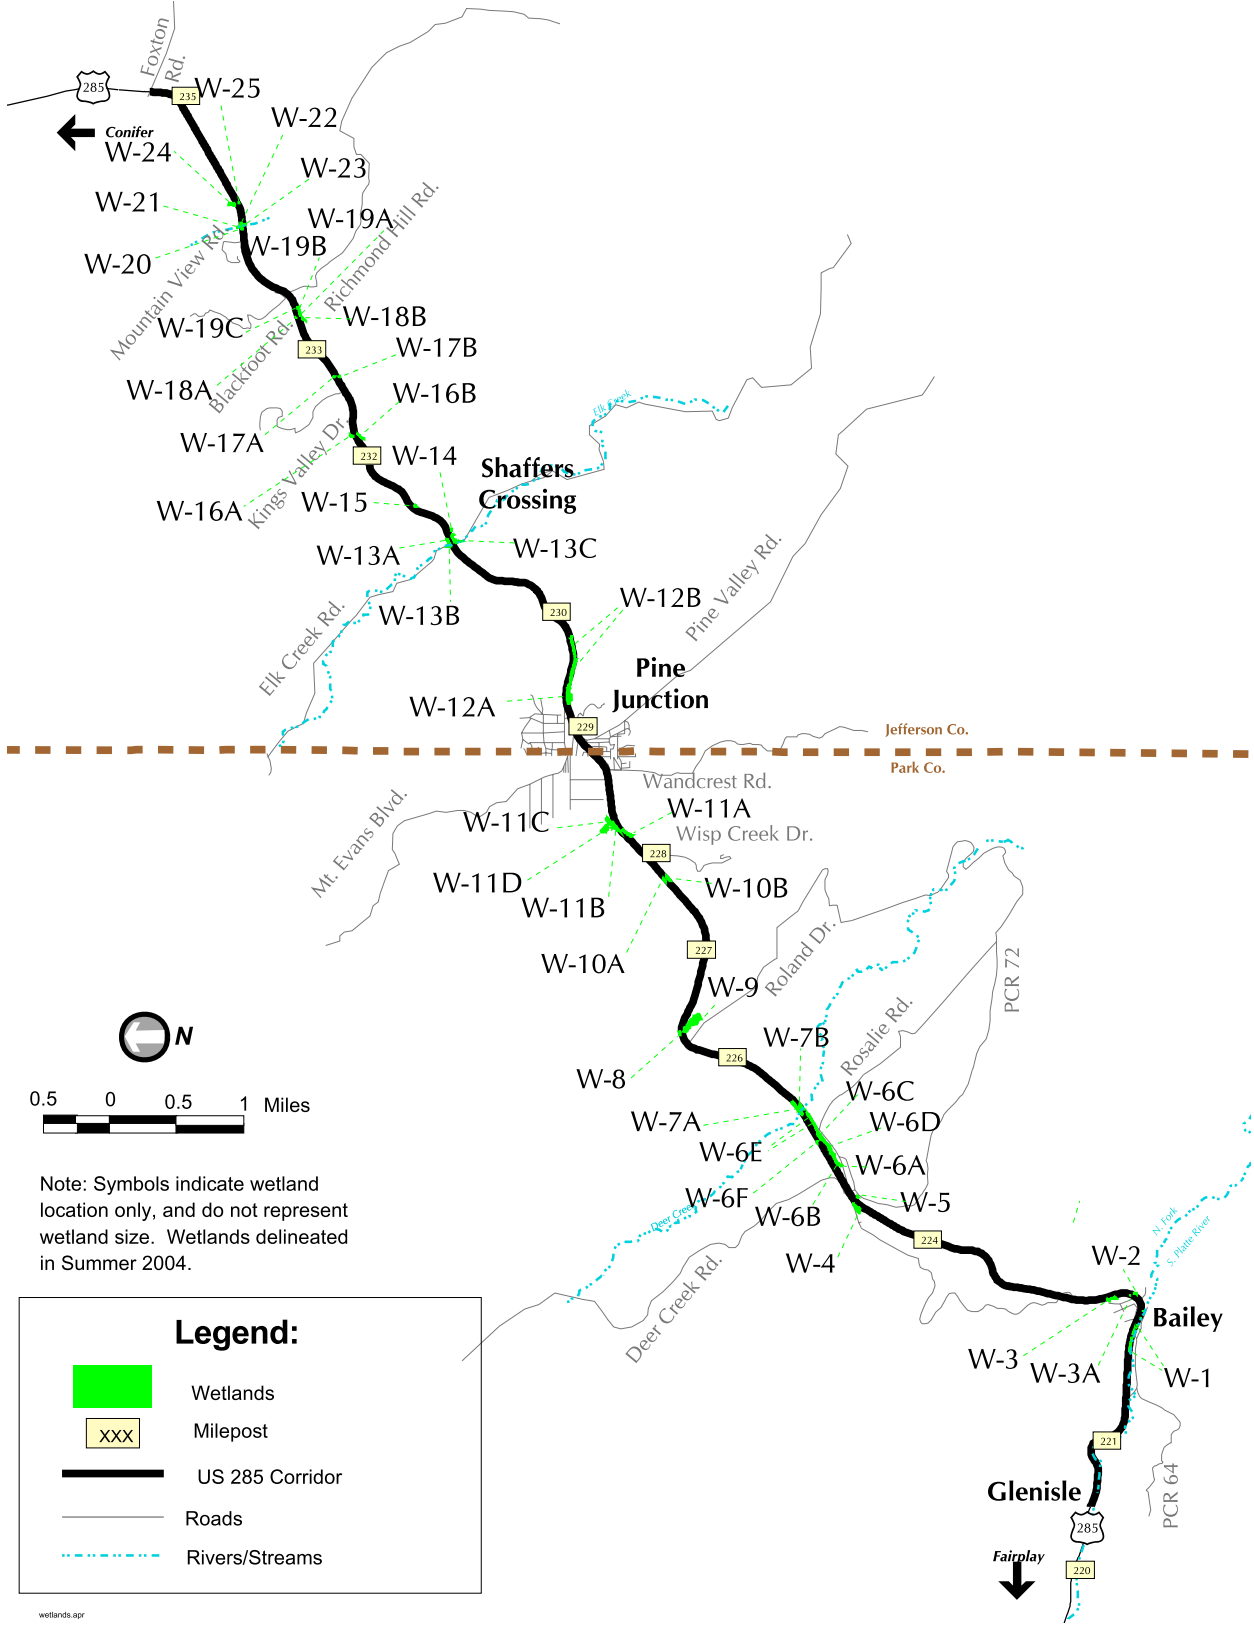 Foxton
Rd.
285
235
W-25
W-22
Conifer
W-24
W-23
W-21
W-19A
Richmond Hill Rd.
Mountain View Rd.
W-19B
W-20
W-19C
W-18B
Blackfoot Rd.
233
W-17B
W-18A
W-16B
Elk Creek
W-17A
Kings Valley Dr.
232
W-14
Shaffers
Crossing
W-15
W-16A
W-13A
W-13C
Pine Valley Rd.
W-13B
230
W-12B
Elk Creek Rd.
Pine
Junction
W-12A
229
Jefferson Co.
Park Co.
Wandcrest Rd.
Mt. Evans Blvd.
W-11C
W-11A
Wisp Creek Dr.
228
W-11D
W-10B
W-11B
W-10A
227
Roland Dr.
PCR 72
W-9
N
W-7B
Rosalie Rd.
226
W-8
W-6C
0.5
0
0.5
1
Miles
W-7A
W-6D
W-6E
W-6A
W-6F
W-5
W-6B
Deer Creek
W-4
224
N. Fork
S. Platte River
Note: Symbols indicate wetland
location only, and do not represent
wetland size. Wetlands delineated
in Summer 2004.
Deer Creek Rd.
W-2
Bailey
W-3
W-3A
W-1
Legend:
Wetlands
XXX
Milepost
US 285 Corridor
Roads
Rivers/Streams
221
PCR 64
Glenisle
285
Fairplay
220
wetlands.apr